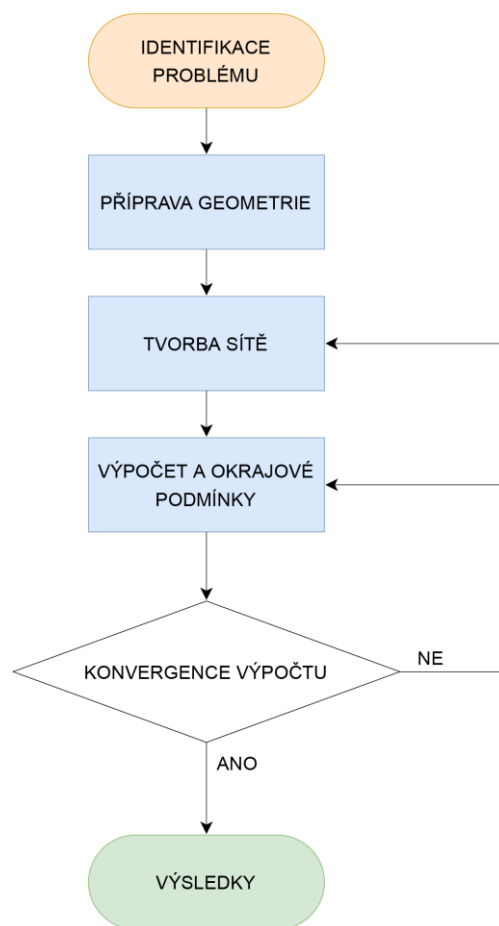 IDENTIFIKACE
PROBLÉMU
PŘÍPRAVA GEOMETRIE
TVORBA SÍTĚ
VÝPOČET A OKRAJOVÉ
PODMÍNKY
KONVERGENCE VÝPOČTU
NE
ANO
VÝSLEDKY